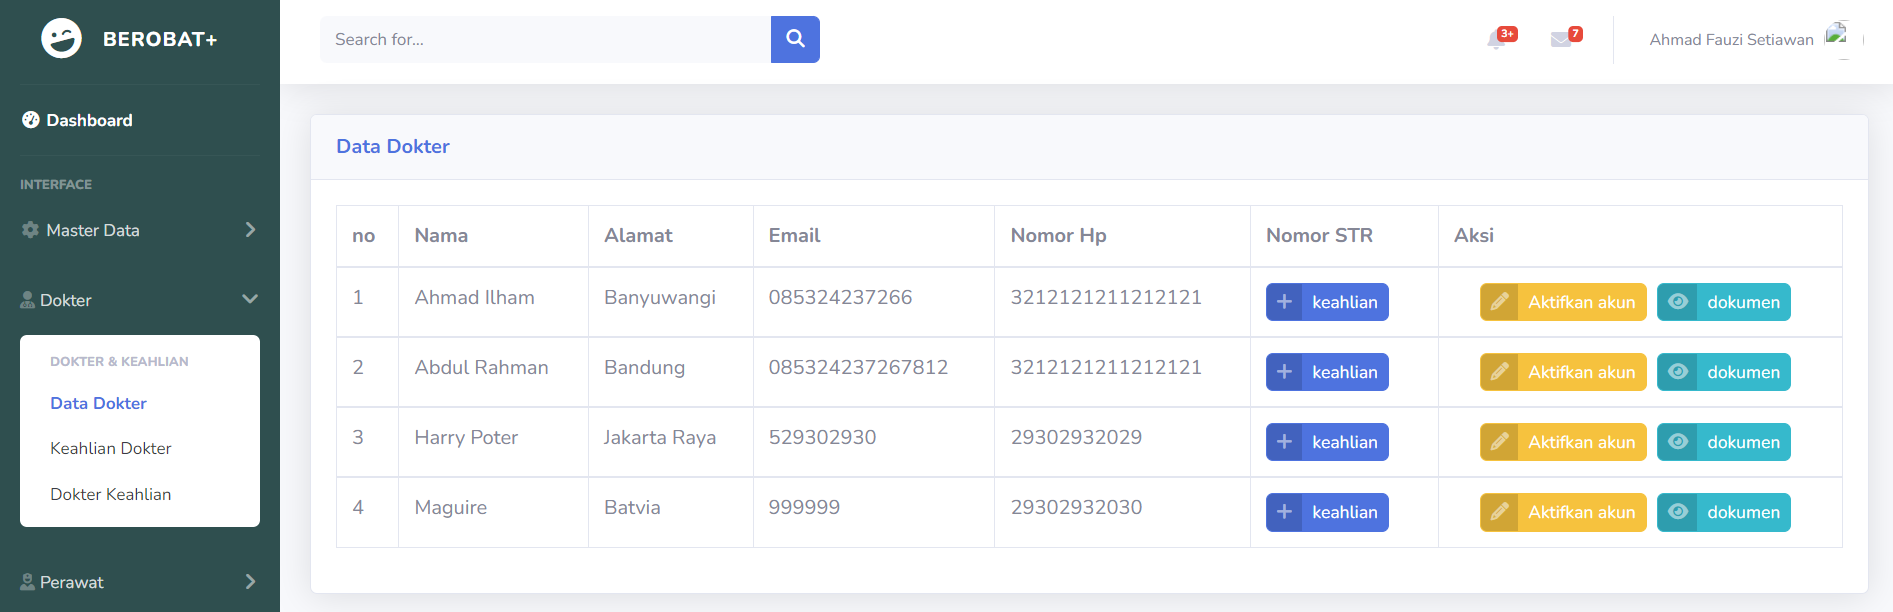 BEROBAT+
Search for...
3+
7
Ahmad Fauzi Setiawan
Dashboard
INTERFACE
Master Data
Dokter
DOKTER & KEAHLIAN
Data Dokter
Keahlian Dokter
Dokter Keahlian
Perawat
Data Dokter
no Nama Alamat Email Nomor Hp Nomor STR Aksi
1 Ahmad Ilham Banyuwangi 085324237266 3212121211212121 keahlian Aktifkan akun dokumen
2 Abdul Rahman Bandung 085324237267812 3212121211212121 keahlian Aktifkan akun dokumen
3 Harry Poter Jakarta Raya 529302930 29302932029 keahlian Aktifkan akun dokumen
4 Maguire Batvia 999999 29302932030 keahlian Aktifkan akun dokumen